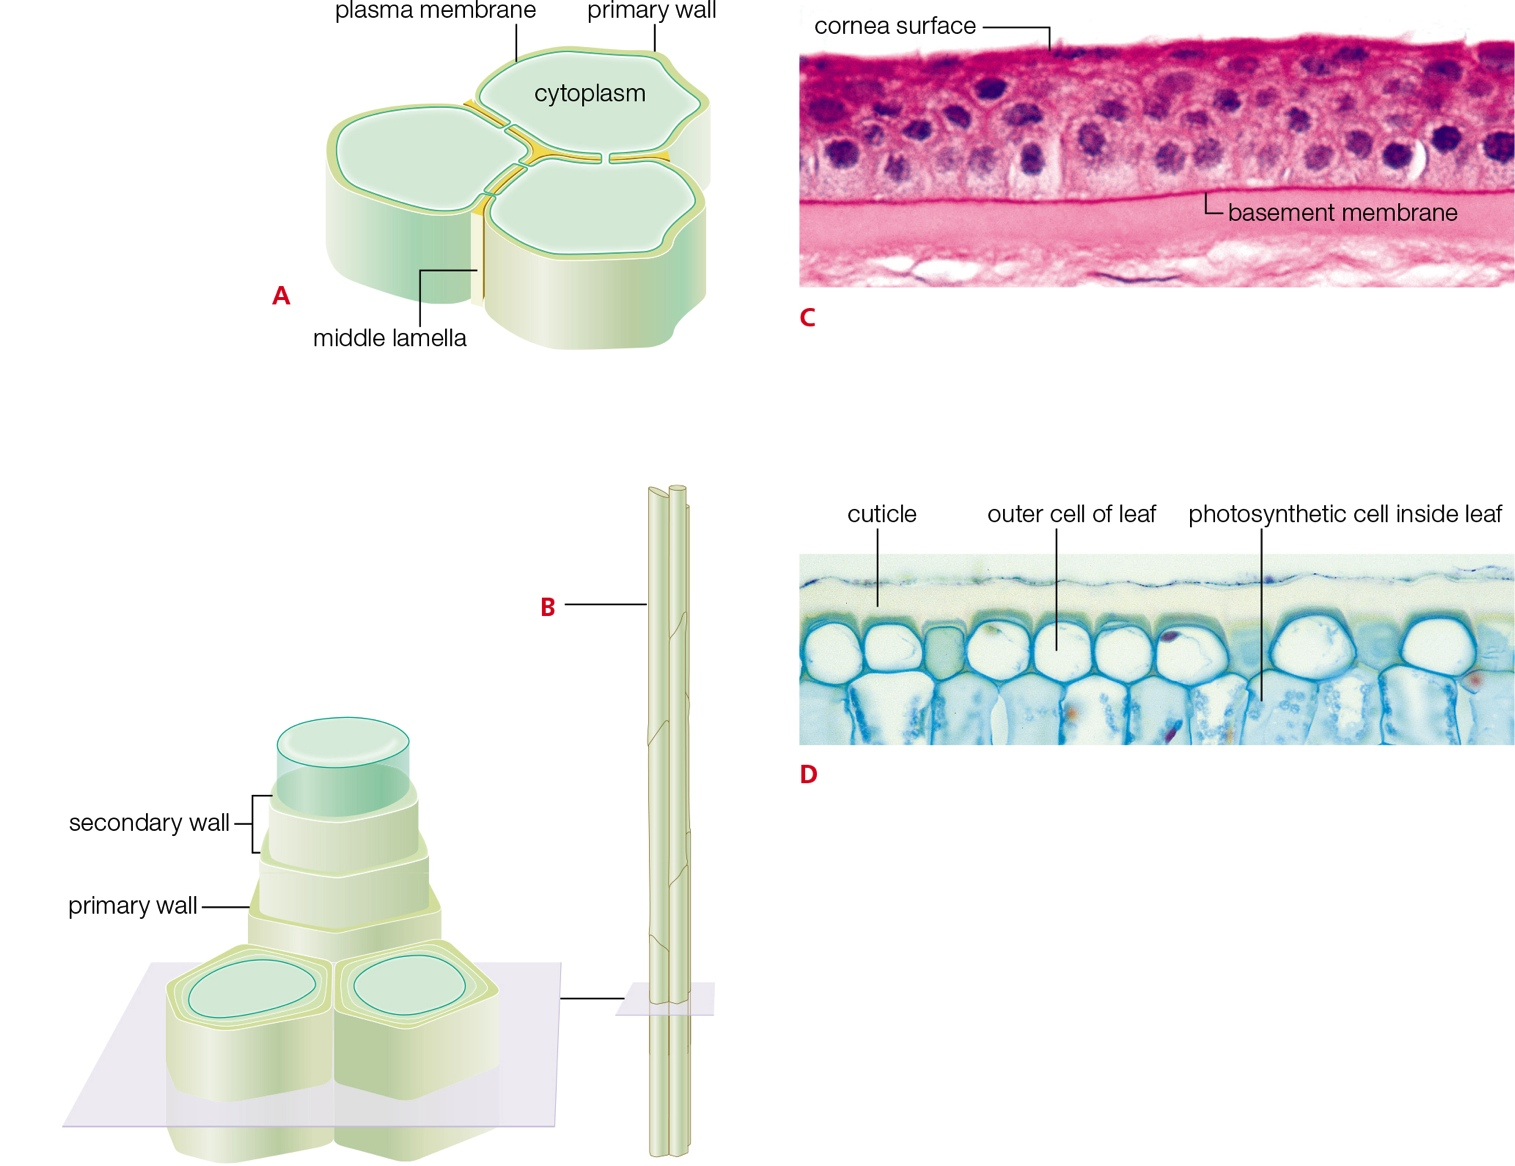 plasma membrane
primary wall
cytoplasm
A
middle lamella
cornea surface
basement membrane
C
B
secondary wall
primary wall
cuticle
outer cell of leaf
photosynthetic cell inside leaf
D